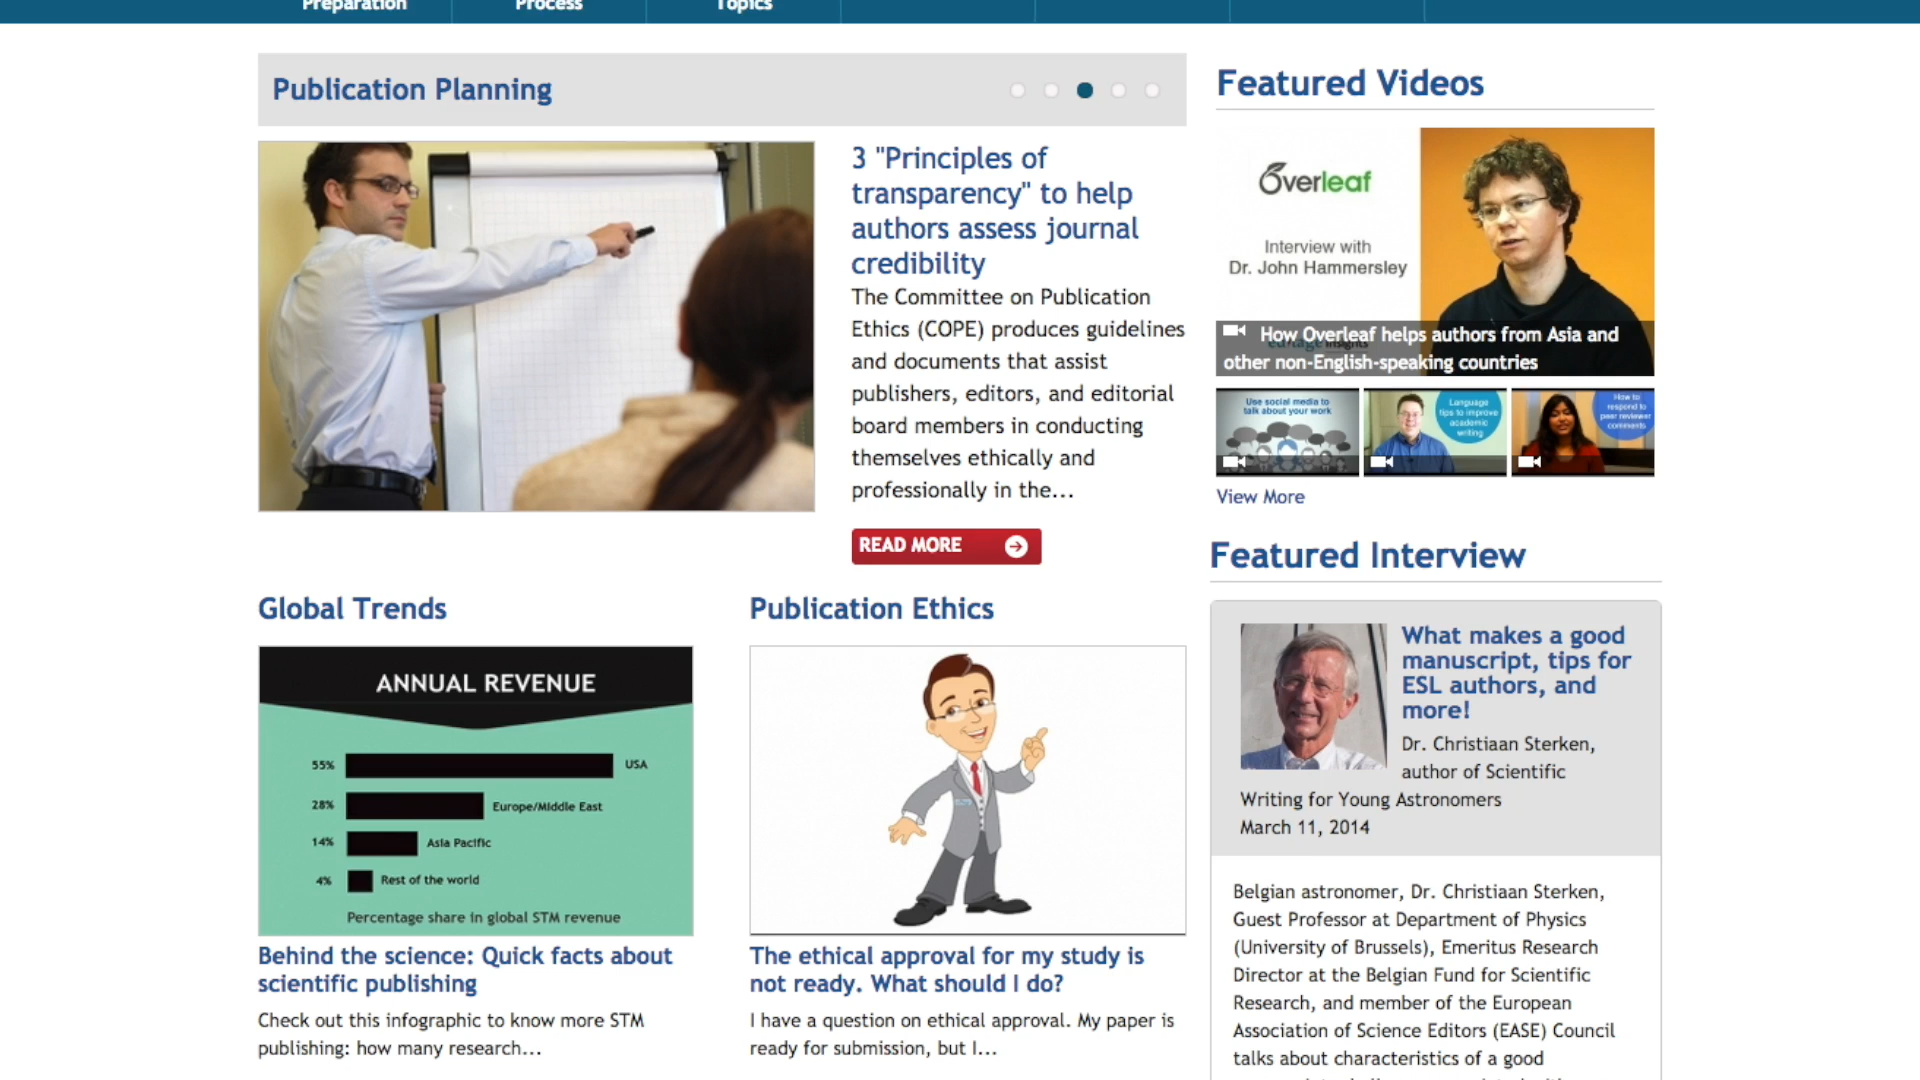 Preparation
Process
Topics
Publication Planning
3 "Principles of
transparency" to help
authors assess journal
credibility
The Committee on Publication
Ethics (COPE) produces guidelines
and documents that assist
publishers, editors, and editorial
board members in conducting
themselves ethically and
professionally in the...
READ MORE
Global Trends
ANNUAL REVENUE
55% USA
28% Europe/Middle East
14% Asia Pacific
4% Rest of the world
Percentage share in global STM revenue
Behind the science: Quick facts about
scientific publishing
Check out this infographic to know more STM
publishing: how many research...
Publication Ethics
The ethical approval for my study is
not ready. What should I do?
I have a question on ethical approval. My paper is
ready for submission, but I...
Featured Videos
Overleaf
Interview with
Dr. John Hammersley
How Overleaf helps authors from Asia and
other non-English-speaking countries
Use social media to
talk about your work
Language
tips to improve
academic
writing
How to
respond to
peer reviewer
comments
View More
Featured Interview
What makes a good
manuscript, tips for
ESL authors, and
more!
Dr. Christiaan Sterken,
author of Scientific
Writing for Young Astronomers
March 11, 2014
Belgian astronomer, Dr. Christiaan Sterken,
Guest Professor at Department of Physics
(University of Brussels), Emeritus Research
Director at the Belgian Fund for Scientific
Research, and member of the European
Association of Science Editors (EASE) Council
talks about characteristics of a good